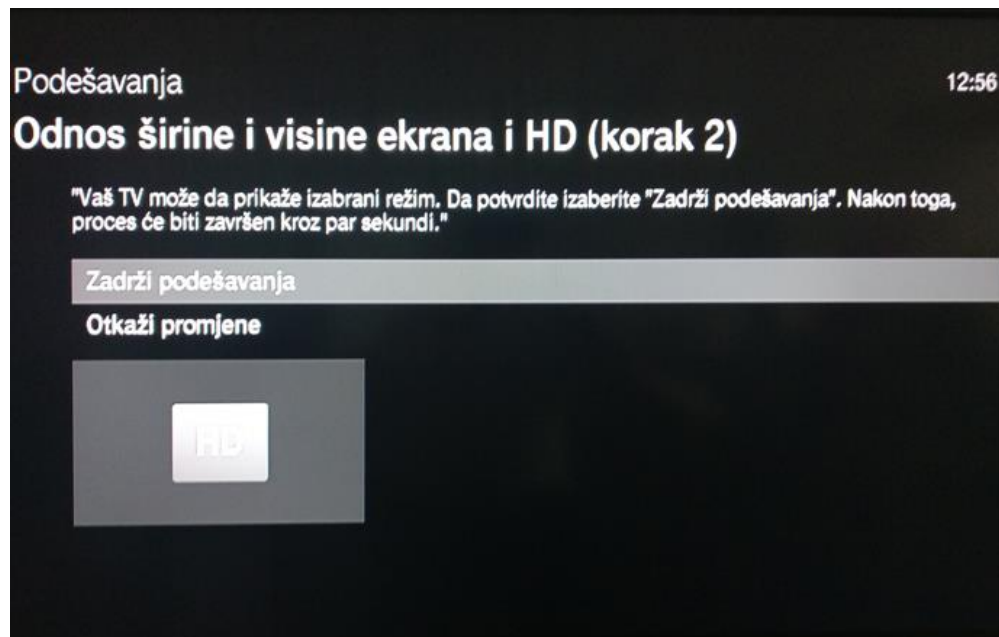 Podešavanja
12:56
Odnos širine i visine ekrana i HD (korak 2)
"Vaš TV može da prikaže izabrani režim. Da potvrdite izaberite "Zadrži podešavanja". Nakon toga,
proces će biti završen kroz par sekundi."
Zadrži podešavanja
Otkaži promjene
HD